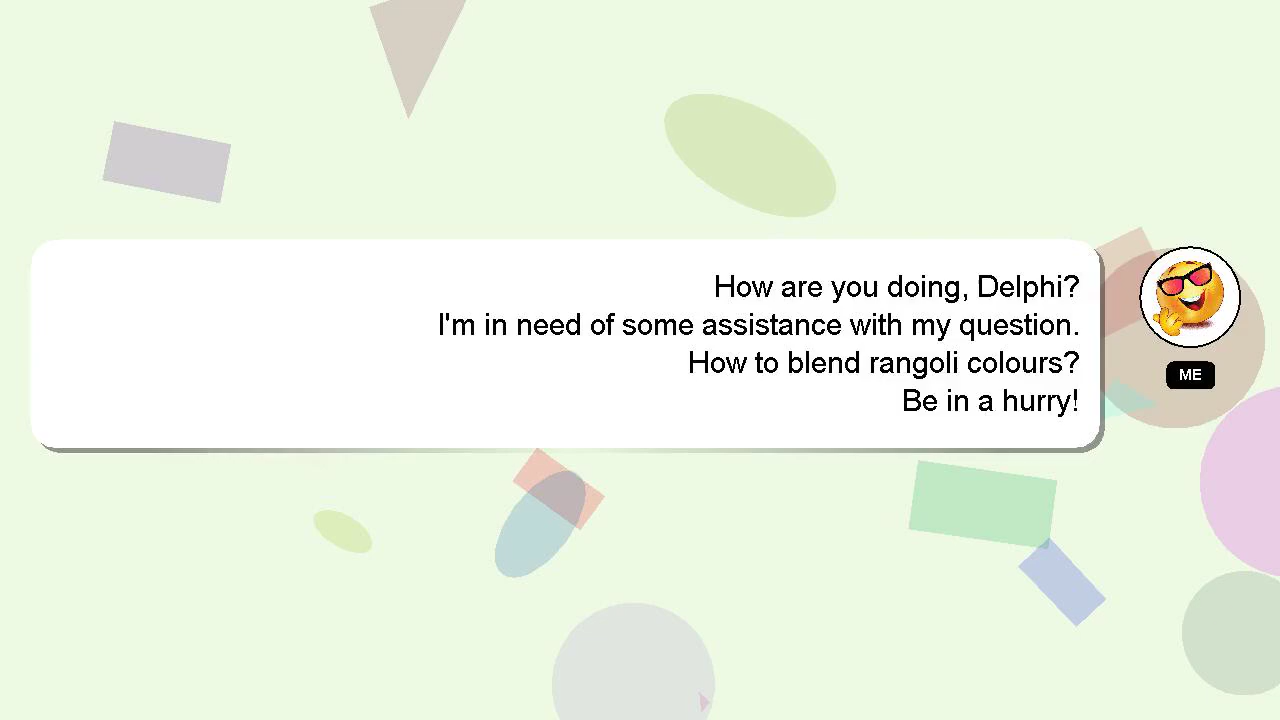 How are you doing, Delphi?
I'm in need of some assistance with my question.
How to blend rangoli colours?
Be in a hurry!
ME